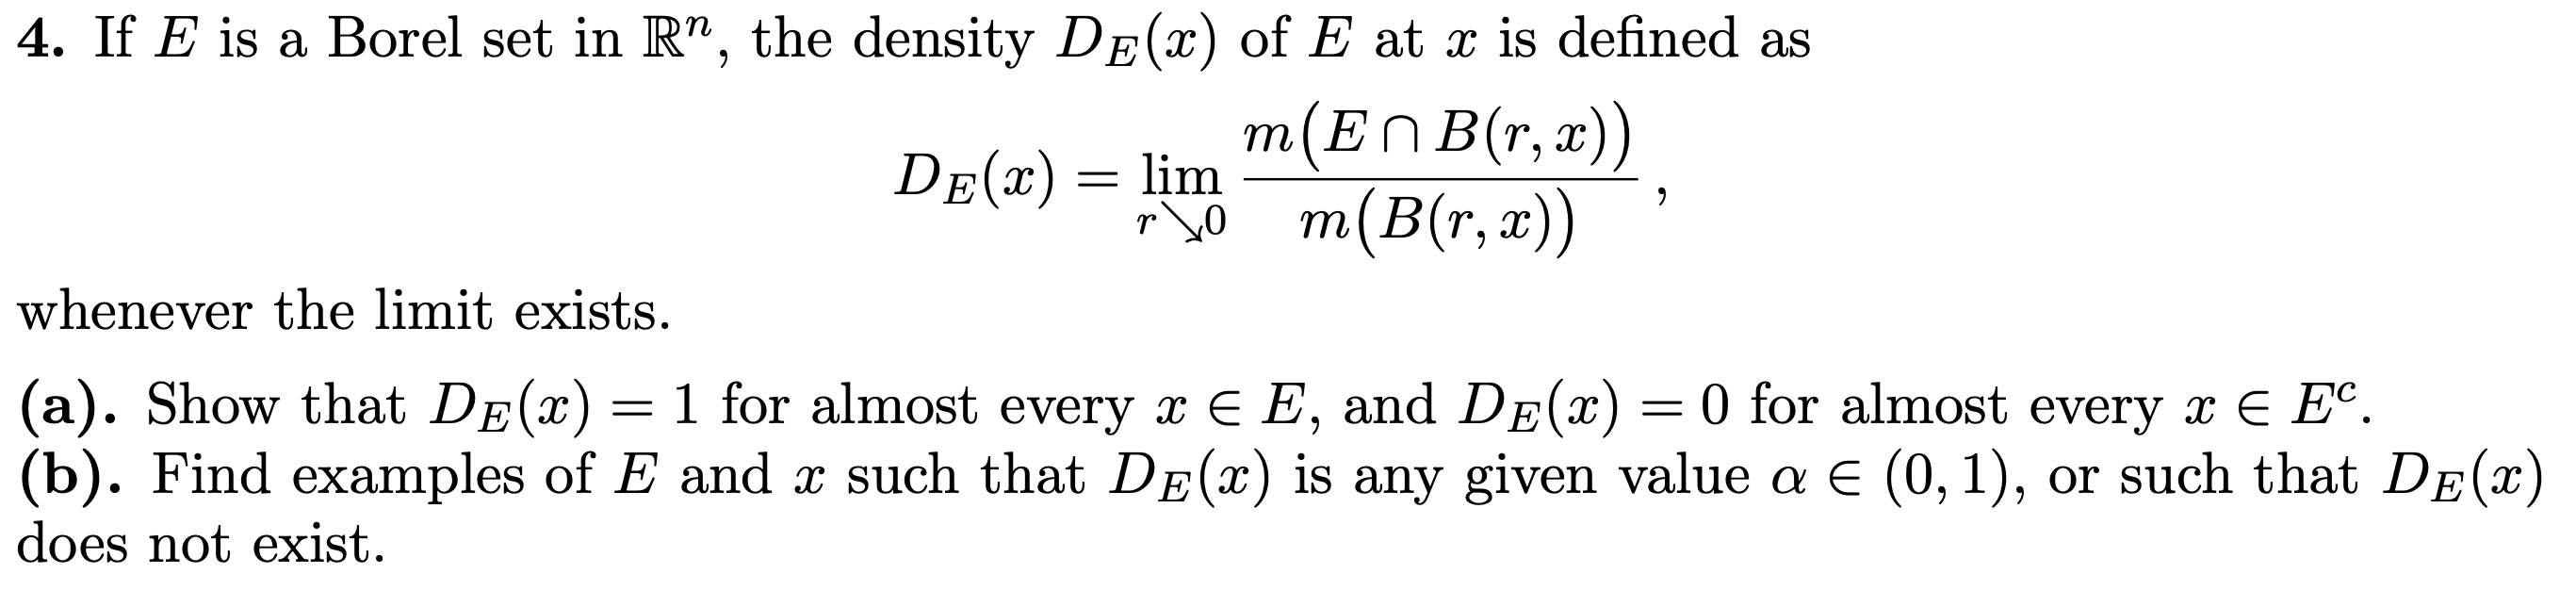 4. If E is a Borel set in ℝⁿ, the density D_E(x) of E at x is defined as
D_E(x) = lim_{r↘0} m(E ∩ B(r, x)) / m(B(r, x)) ,
whenever the limit exists.
(a). Show that D_E(x) = 1 for almost every x ∈ E, and D_E(x) = 0 for almost every x ∈ Eᶜ.
(b). Find examples of E and x such that D_E(x) is any given value α ∈ (0, 1), or such that D_E(x)
does not exist.